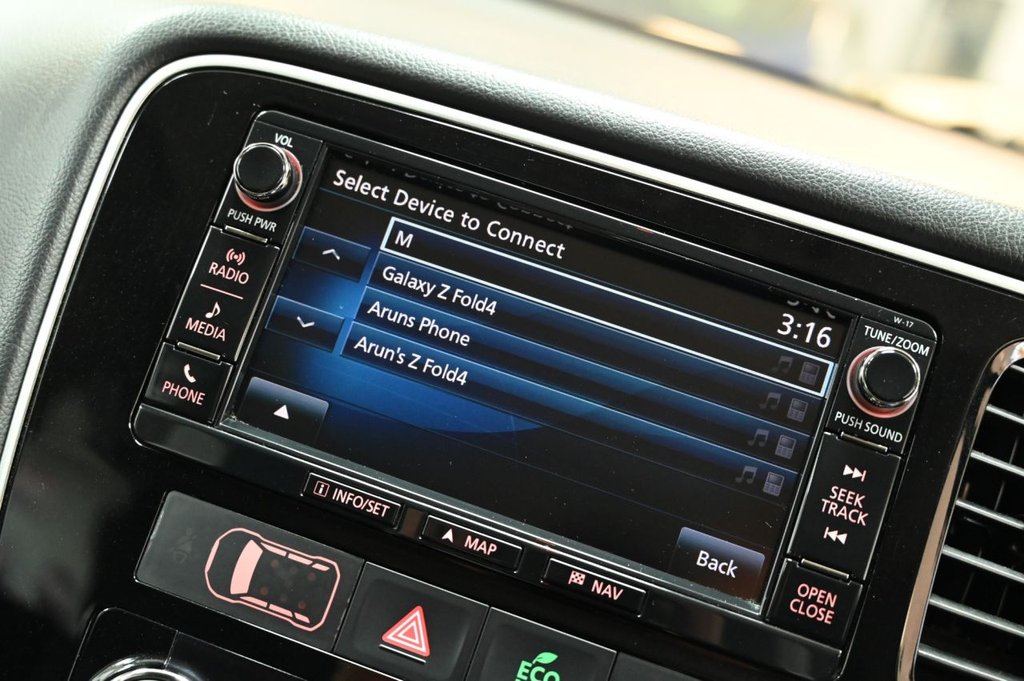 VOL
PUSH PWR
RADIO
MEDIA
PHONE
Select Device to Connect
M
Galaxy Z Fold4
Aruns Phone
Arun's Z Fold4
3:16
Back
W-17
TUNE/ZOOM
PUSH SOUND
SEEK
TRACK
OPEN
CLOSE
i INFO/SET
MAP
NAV
ECO